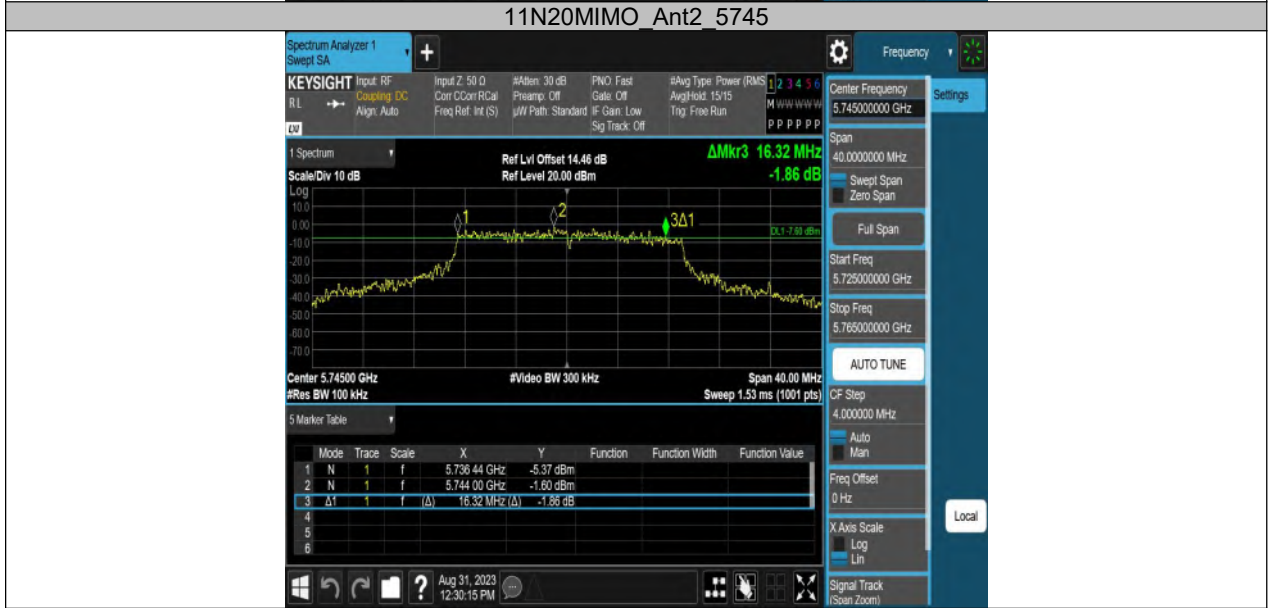 11N20MIMO_Ant2_5745
Spectrum Analyzer 1
Swept SA
+
Frequency
KEYSIGHT Input: RF Input Z: 50 Ω #Atten: 30 dB PNO: Fast #Avg Type: Power (RMS 1 2 3 4 5 6
RL Coupling: DC Corr CCorr RCal Preamp: Off Gate: Off Avg|Hold: 15/15 M W W W W W
Align: Auto Freq Ref: Int (S) µW Path: Standard IF Gain: Low Trig: Free Run
Sig Track: Off P P P P P P
LXI
1 Spectrum Ref Lvl Offset 14.46 dB ΔMkr3 16.32 MHz
Scale/Div 10 dB Ref Level 20.00 dBm -1.86 dB
Log
10.0
0.00
-10.0
-20.0
-30.0
-40.0
-50.0
-60.0
-70.0
1
2
3Δ1
DL1 -7.60 dBm
Center 5.74500 GHz #Video BW 300 kHz Span 40.00 MHz
#Res BW 100 kHz Sweep 1.53 ms (1001 pts)
5 Marker Table
Mode Trace Scale X Y Function Function Width Function Value
1 N 1 f 5.736 44 GHz -5.37 dBm
2 N 1 f 5.744 00 GHz -1.60 dBm
3 Δ1 1 f (Δ) 16.32 MHz (Δ) -1.86 dB
4
5
6
?
Aug 31, 2023
12:30:15 PM
Center Frequency
5.745000000 GHz
Settings
Span
40.0000000 MHz
Swept Span
Zero Span
Full Span
Start Freq
5.725000000 GHz
Stop Freq
5.765000000 GHz
AUTO TUNE
CF Step
4.000000 MHz
Auto
Man
Freq Offset
0 Hz
Local
X Axis Scale
Log
Lin
Signal Track
(Span Zoom)